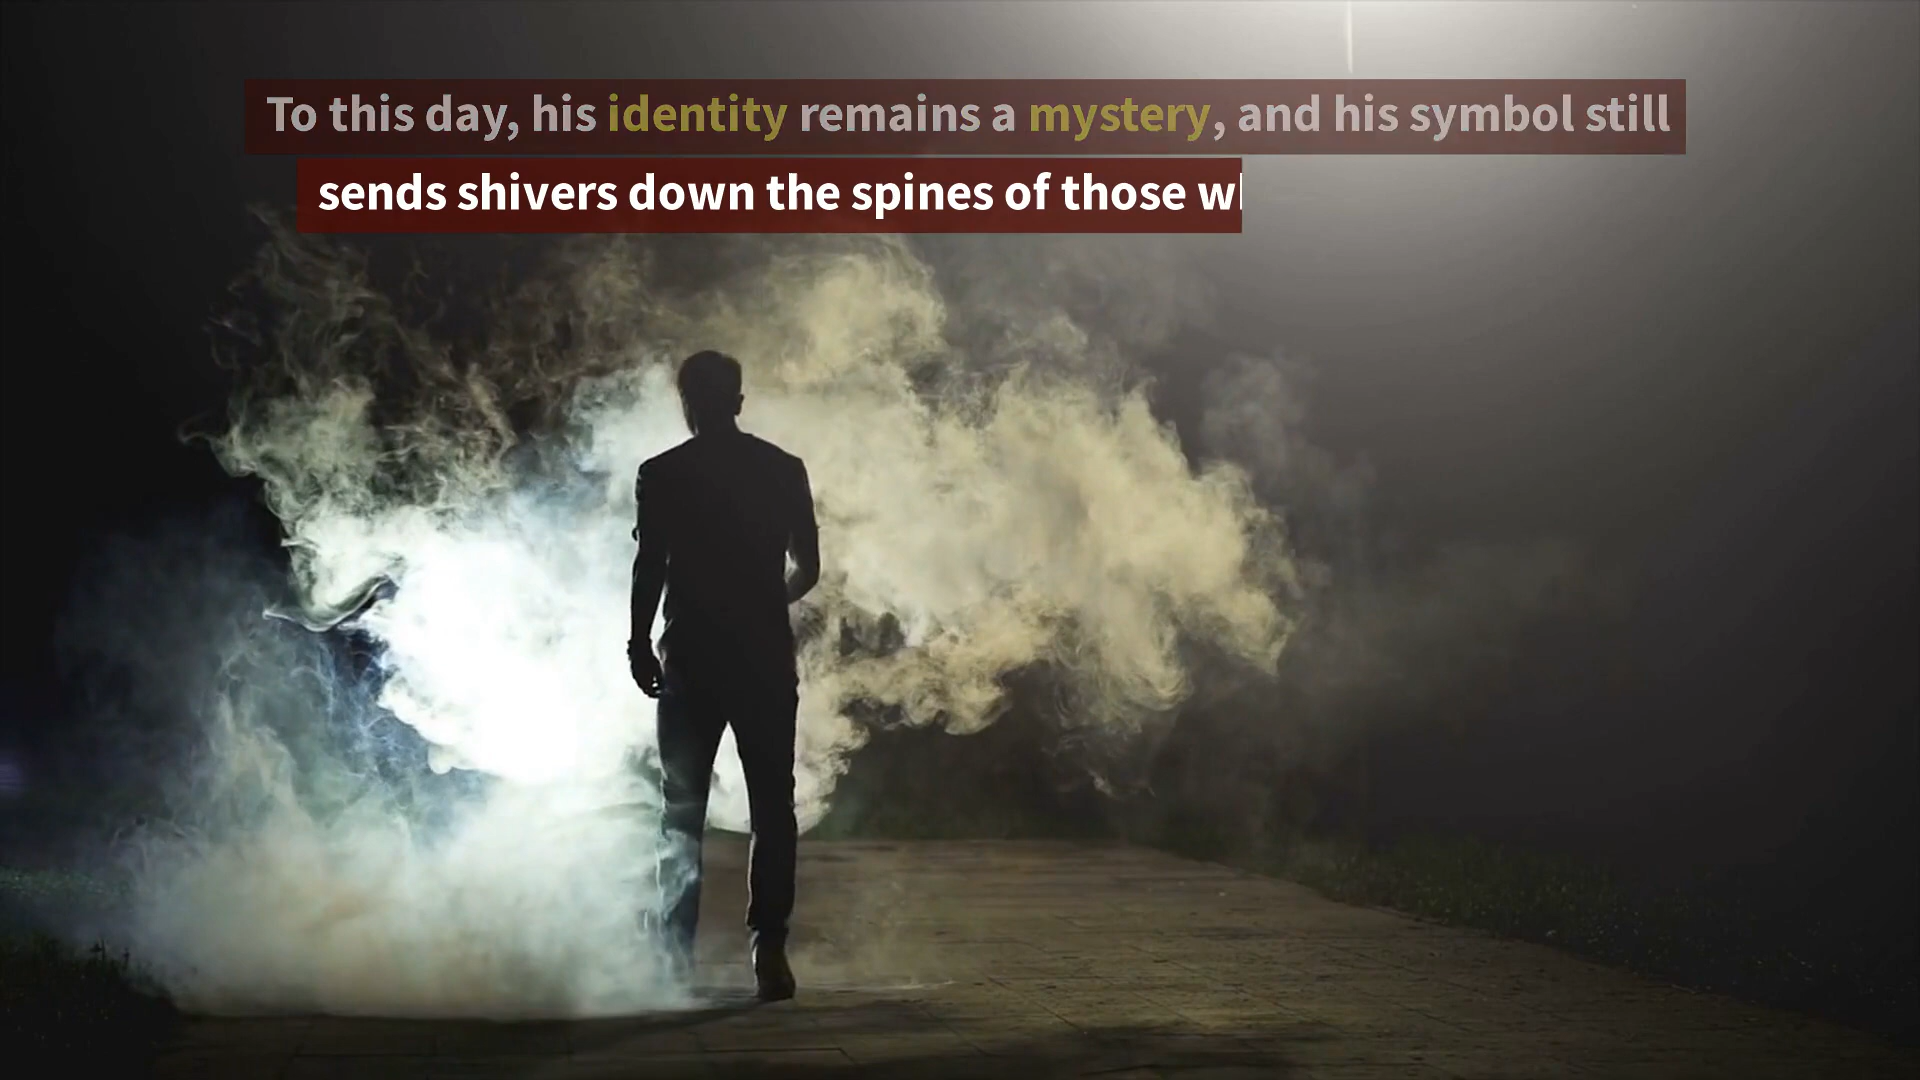 To this day, his identity remains a mystery, and his symbol still
sends shivers down the spines of those